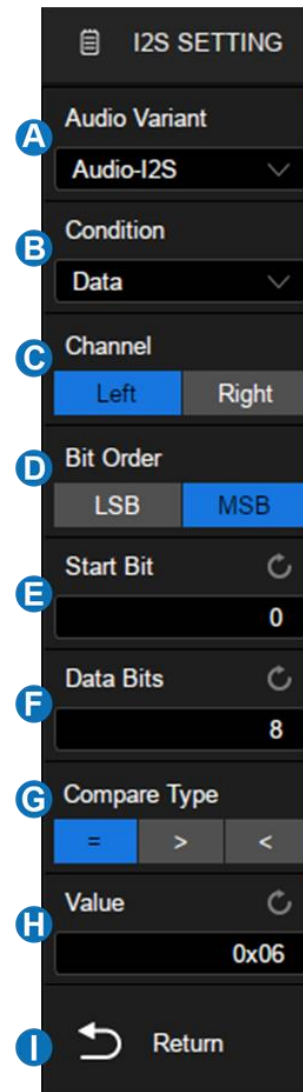 I2S SETTING
A
Audio Variant
Audio-I2S
B
Condition
Data
C
Channel
Left Right
D
Bit Order
LSB MSB
E
Start Bit
0
F
Data Bits
8
G
Compare Type
= > <
H
Value
0x06
I
Return